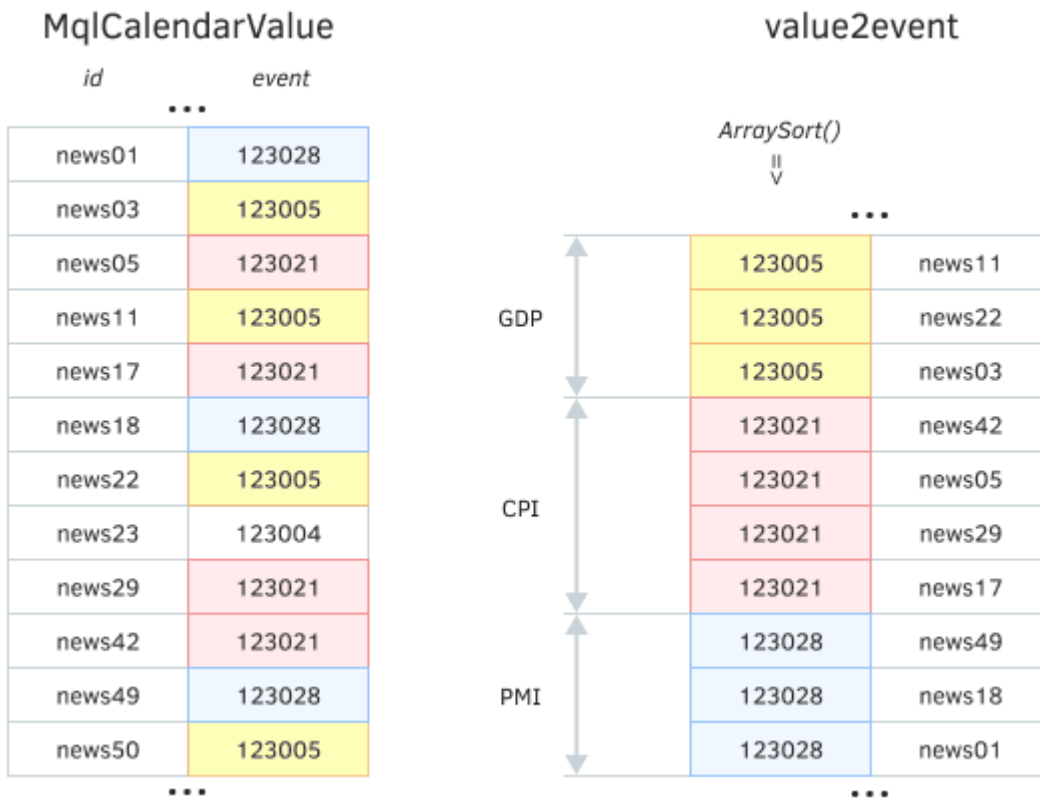 MqlCalendarValue
id event
...
news01 123028
news03 123005
news05 123021
news11 123005
news17 123021
news18 123028
news22 123005
news23 123004
news29 123021
news42 123021
news49 123028
news50 123005
...
value2event
ArraySort()
=>
...
GDP
123005 news11
123005 news22
123005 news03
CPI
123021 news42
123021 news05
123021 news29
123021 news17
PMI
123028 news49
123028 news18
123028 news01
...